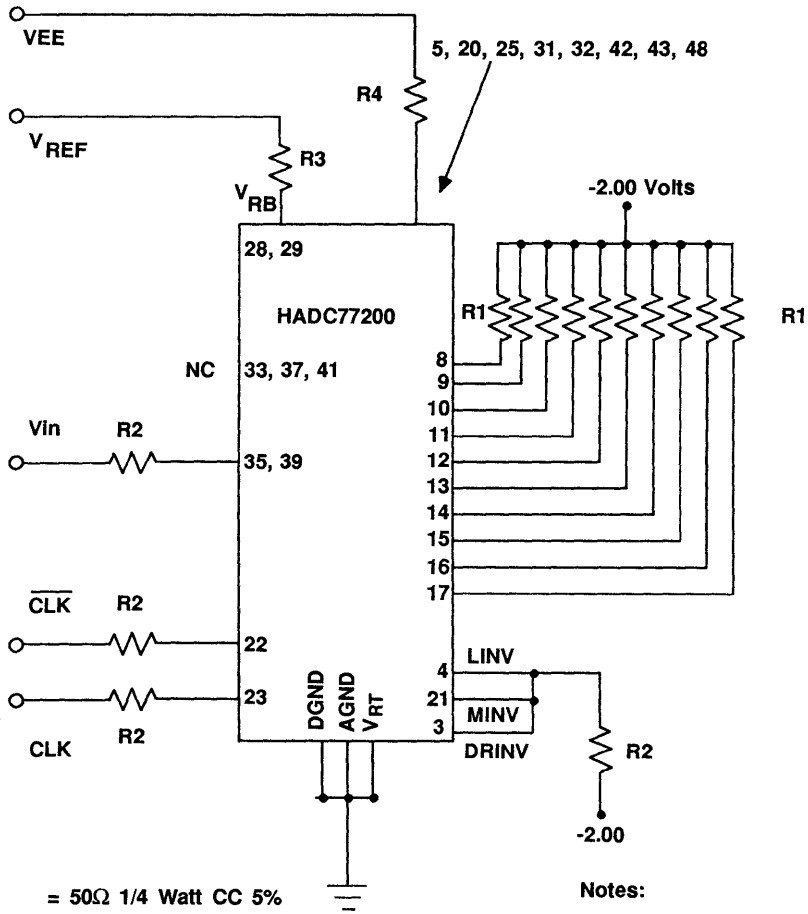 VEE
5, 20, 25, 31, 32, 42, 43, 48
R4
VREF
R3
VRB
-2.00 Volts
28, 29
HADC77200
R1
R1
8
NC
33, 37, 41
9
10
11
Vin
R2
35, 39
12
13
14
15
16
17
CLK
R2
22
LINV
4
23
DGND
AGND
VRT
21
MINV
3
DRINV
CLK
R2
R2
-2.00
= 50Ω 1/4 Watt CC 5%
Notes: